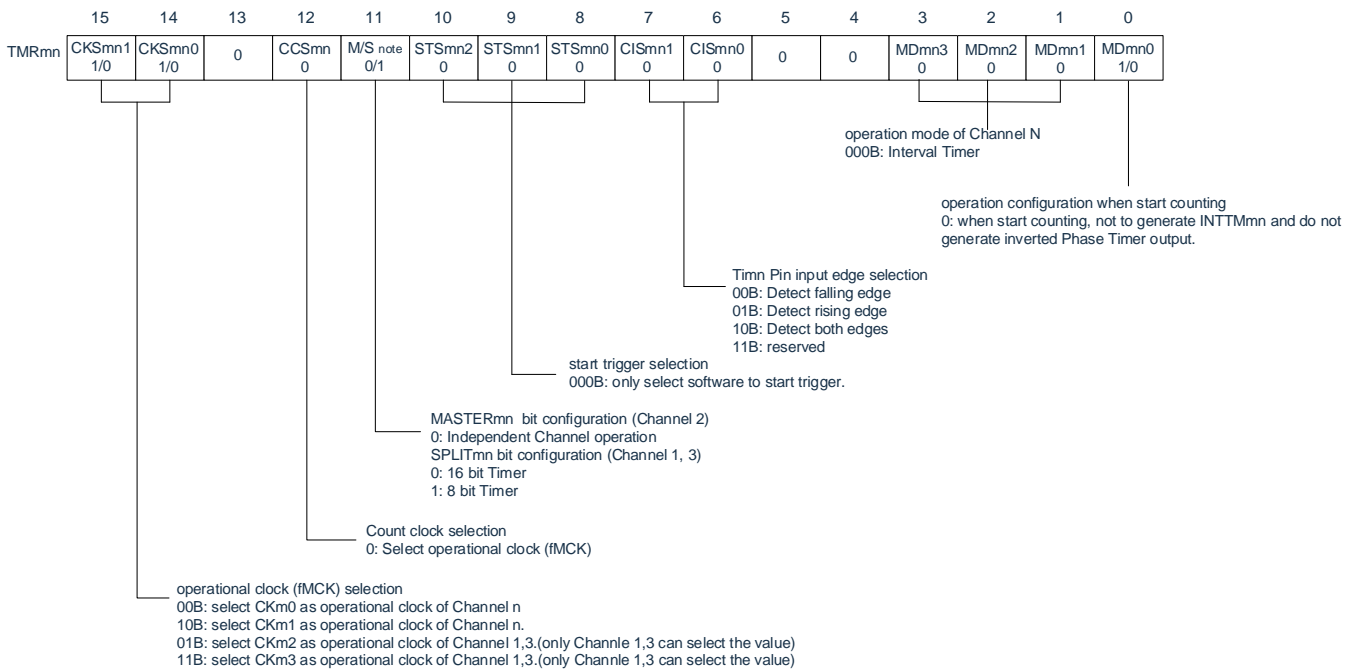 15 14 13 12 11 10 9 8 7 6 5 4 3 2 1 0
TMRmn CKSmn1 CKSmn0 0 CCSmn M/S note STSmn2 STSmn1 STSmn0 CISmn1 CISmn0 0 0 MDmn3 MDmn2 MDmn1 MDmn0
1/0 1/0 0 0/1 0 0 0 0 0 0 0 0 1/0
operation mode of Channel N
000B: Interval Timer
operation configuration when start counting
0: when start counting, not to generate INTTMmn and do not
generate inverted Phase Timer output.
Timn Pin input edge selection
00B: Detect falling edge
01B: Detect rising edge
10B: Detect both edges
11B: reserved
start trigger selection
000B: only select software to start trigger.
MASTERmn bit configuration (Channel 2)
0: Independent Channel operation
SPLITmn bit configuration (Channel 1, 3)
0: 16 bit Timer
1: 8 bit Timer
Count clock selection
0: Select operational clock (fMCK)
operational clock (fMCK) selection
00B: select CKm0 as operational clock of Channel n
10B: select CKm1 as operational clock of Channel n.
01B: select CKm2 as operational clock of Channel 1,3.(only Channle 1,3 can select the value)
11B: select CKm3 as operational clock of Channel 1,3.(only Channle 1,3 can select the value)